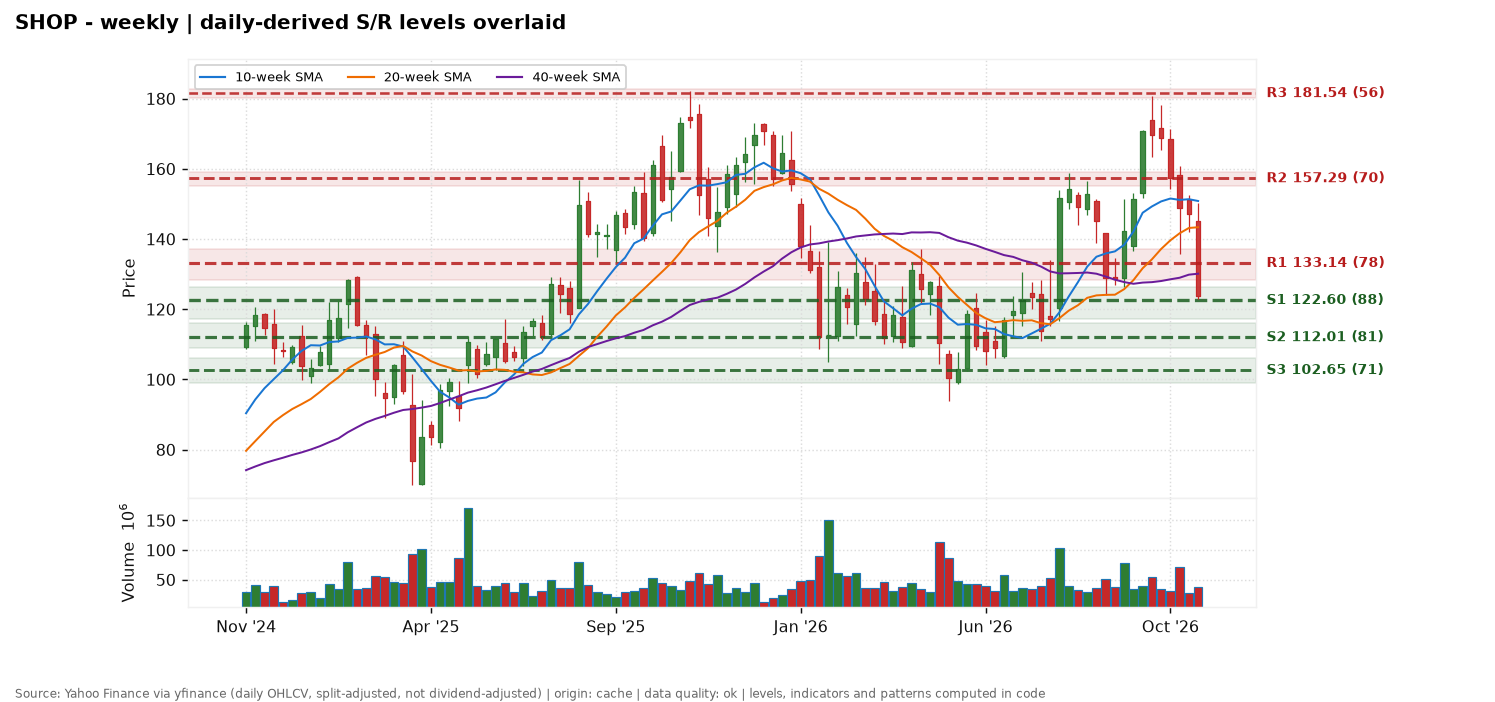 SHOP - weekly | daily-derived S/R levels overlaid
10-week SMA
20-week SMA
40-week SMA
Price
180
160
140
120
100
80
R3 181.54 (56)
R2 157.29 (70)
R1 133.14 (78)
S1 122.60 (88)
S2 112.01 (81)
S3 102.65 (71)
Volume 10⁶
150
100
50
Nov '24
Apr '25
Sep '25
Jan '26
Jun '26
Oct '26
Source: Yahoo Finance via yfinance (daily OHLCV, split-adjusted, not dividend-adjusted) | origin: cache | data quality: ok | levels, indicators and patterns computed in code